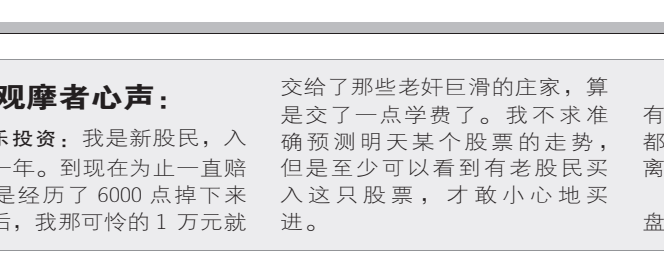 观摩者心声：
乐投资：我是新股民，入
一年。到现在为止一直赔
是经历了 6000 点掉下来
后，我那可怜的 1 万元就
交给了那些老奸巨滑的庄家，算
是交了一点学费了。我不求准
确预测明天某个股票的走势，
但是至少可以看到有老股民买
入这只股票，才敢小心地买
进。
有
都
离
盘